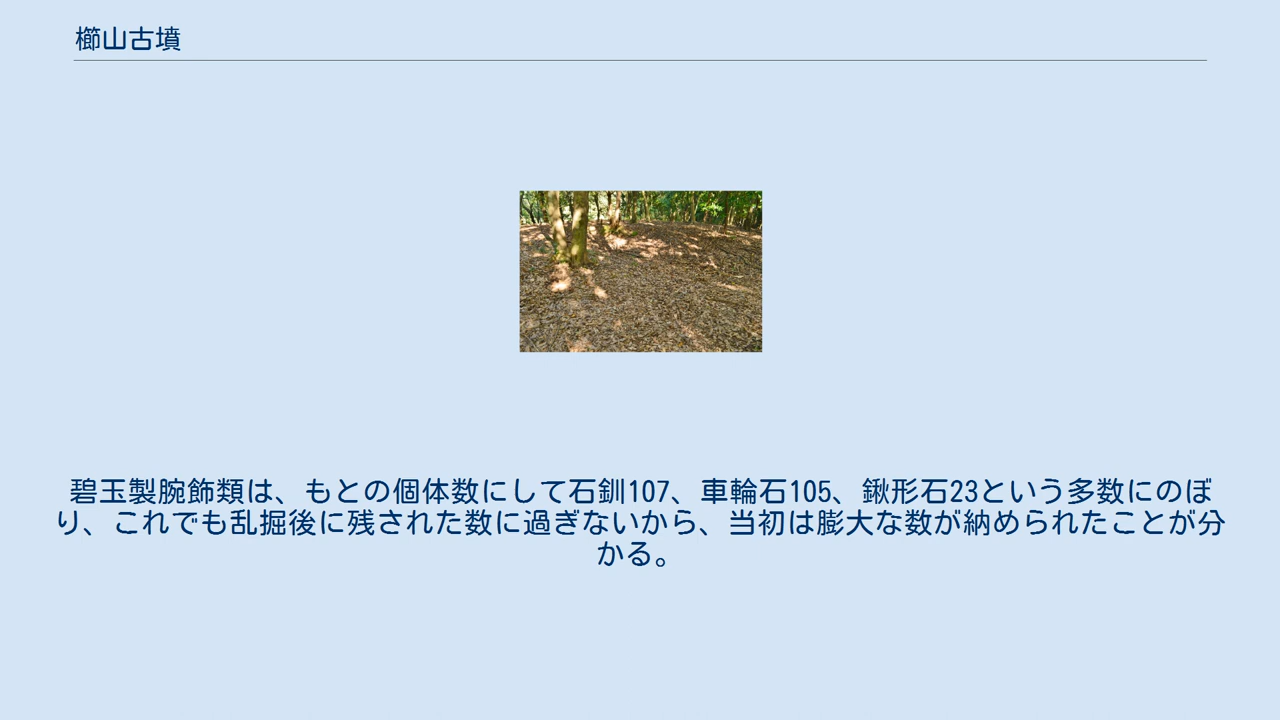 櫛山古墳
碧玉製腕飾類は、もとの個体数にして石釧107、車輪石105、鍬形石23という多数にのぼ
り、これでも乱掘後に残された数に過ぎないから、当初は膨大な数が納められたことが分
かる。